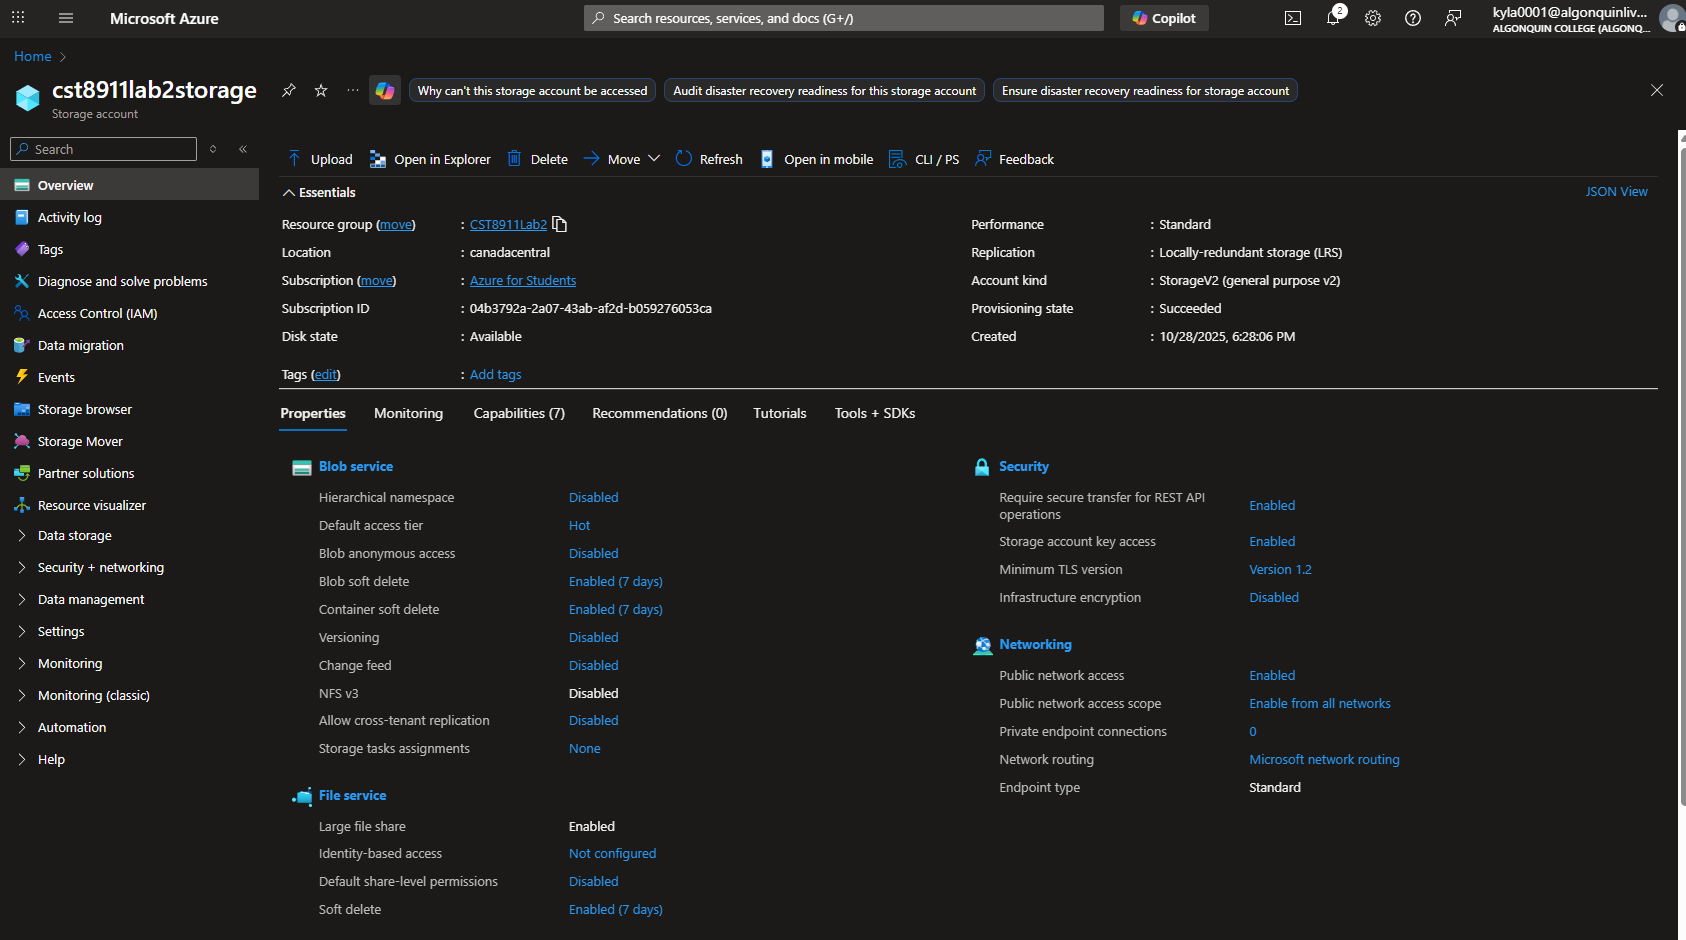 Microsoft Azure
Search resources, services, and docs (G+/)
Copilot
2
kyla0001@algonquinliv...
ALGONQUIN COLLEGE (ALGONQ...
Home >
cst8911lab2storage
Storage account
...
Why can't this storage account be accessed
Audit disaster recovery readiness for this storage account
Ensure disaster recovery readiness for storage account
Search
Overview
Activity log
Tags
Diagnose and solve problems
Access Control (IAM)
Data migration
Events
Storage browser
Storage Mover
Partner solutions
Resource visualizer
Data storage
Security + networking
Data management
Settings
Monitoring
Monitoring (classic)
Automation
Help
Upload Open in Explorer Delete Move Refresh Open in mobile CLI / PS Feedback
Essentials
JSON View
Resource group (move) : CST8911Lab2
Location : canadacentral
Subscription (move) : Azure for Students
Subscription ID : 04b3792a-2a07-43ab-af2d-b059276053ca
Disk state : Available
Performance : Standard
Replication : Locally-redundant storage (LRS)
Account kind : StorageV2 (general purpose v2)
Provisioning state : Succeeded
Created : 10/28/2025, 6:28:06 PM
Tags (edit) : Add tags
Properties Monitoring Capabilities (7) Recommendations (0) Tutorials Tools + SDKs
Blob service
Hierarchical namespace Disabled
Default access tier Hot
Blob anonymous access Disabled
Blob soft delete Enabled (7 days)
Container soft delete Enabled (7 days)
Versioning Disabled
Change feed Disabled
NFS v3 Disabled
Allow cross-tenant replication Disabled
Storage tasks assignments None
File service
Large file share Enabled
Identity-based access Not configured
Default share-level permissions Disabled
Soft delete Enabled (7 days)
Security
Require secure transfer for REST API
operations Enabled
Storage account key access Enabled
Minimum TLS version Version 1.2
Infrastructure encryption Disabled
Networking
Public network access Enabled
Public network access scope Enable from all networks
Private endpoint connections 0
Network routing Microsoft network routing
Endpoint type Standard